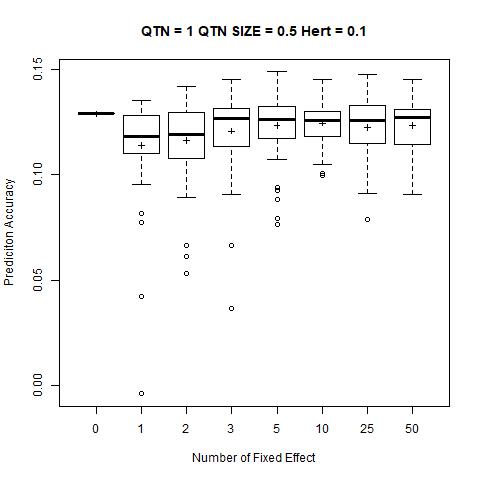 QTN = 1 QTN SIZE = 0.5 Hert = 0.1
Prediciton Accuracy
0.15
0.10
0.05
0.00
0 1 2 3 5 10 25 50
Number of Fixed Effect